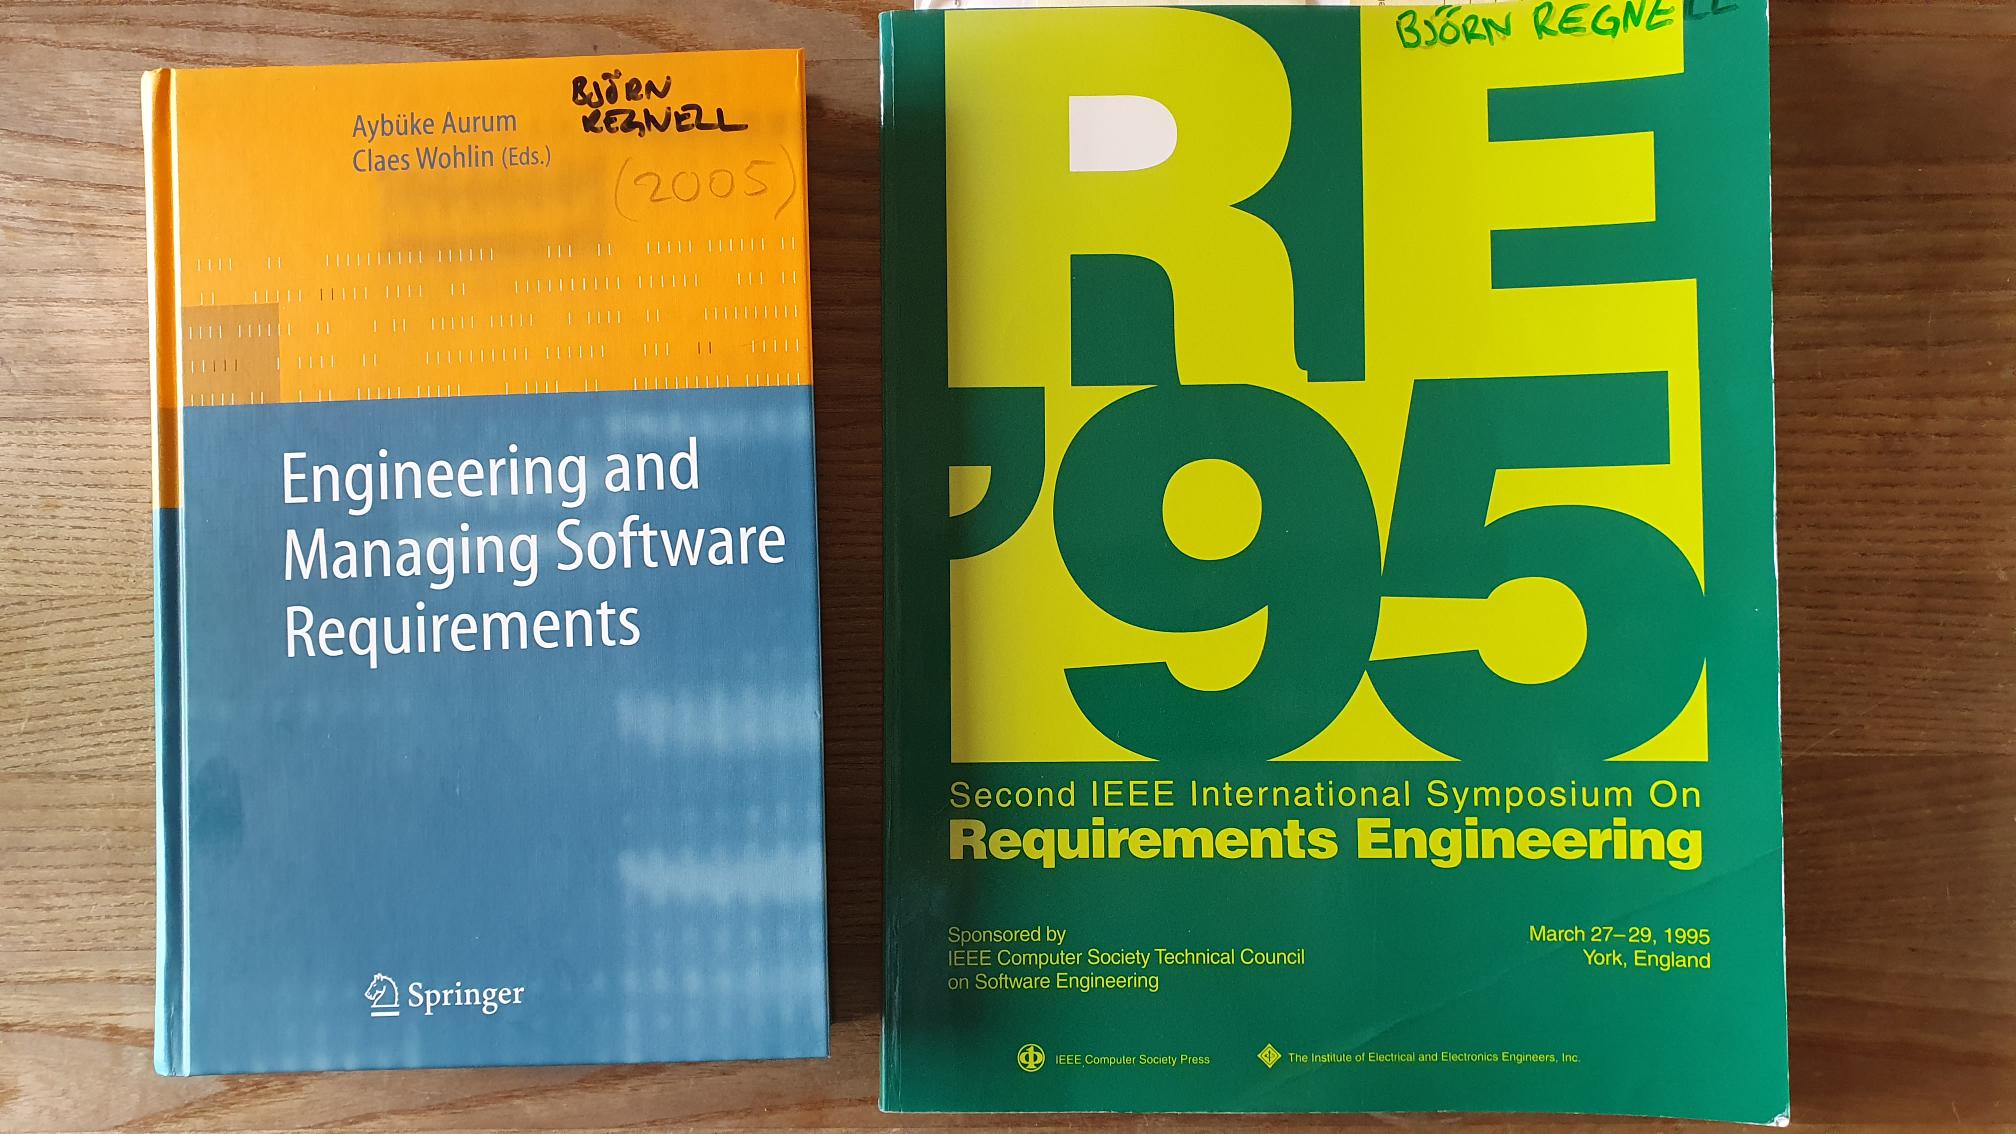 Aybüke Aurum
Claes Wohlin (Eds.)
BJÖRN
REGNELL
(2005)
Engineering and
Managing Software
Requirements
Springer
BJÖRN REGNELL
RE
'95
Second IEEE International Symposium On
Requirements Engineering
Sponsored by
IEEE Computer Society Technical Council
on Software Engineering
March 27–29, 1995
York, England
IEEE Computer Society Press
The Institute of Electrical and Electronics Engineers, Inc.